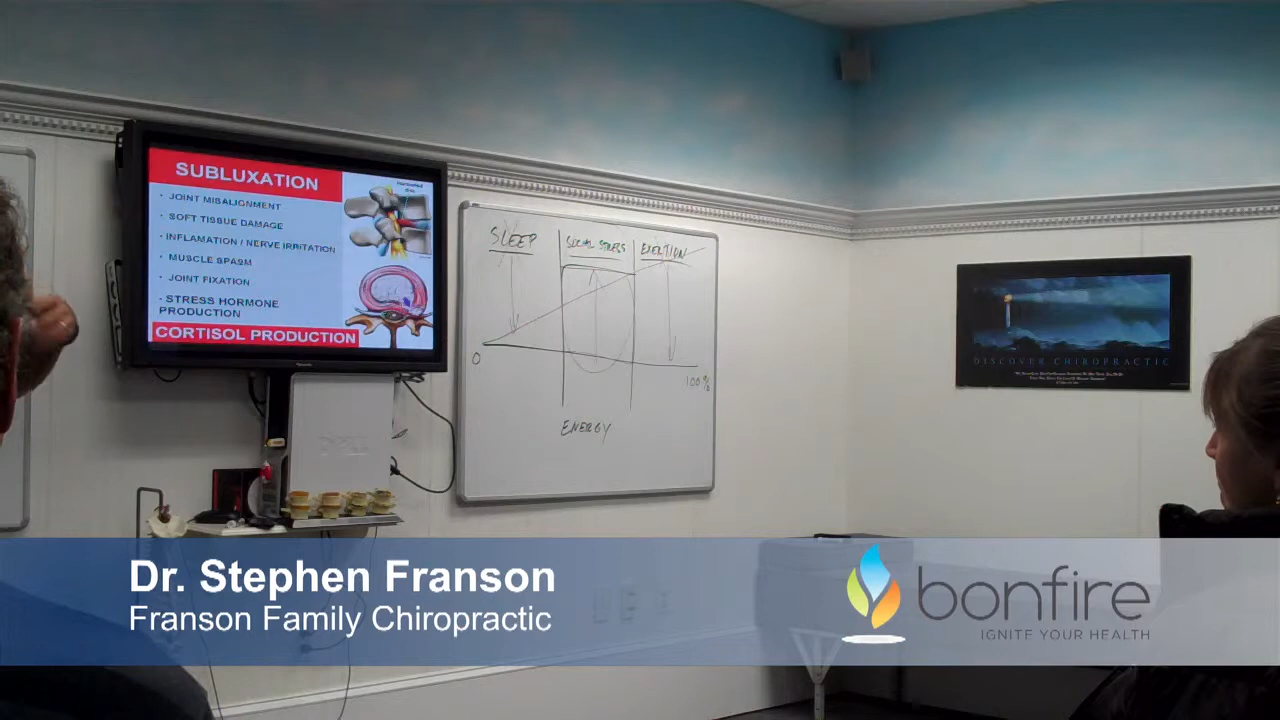 SUBLUXATION
• JOINT MISALIGNMENT
• SOFT TISSUE DAMAGE
• INFLAMATION / NERVE IRRITATION
• MUSCLE SPASM
• JOINT FIXATION
• STRESS HORMONE
PRODUCTION
CORTISOL PRODUCTION
SLEEP
SOCIAL STRESS
EXERTION
0
100%
ENERGY
DISCOVER CHIROPRACTIC
Dr. Stephen Franson
Franson Family Chiropractic
bonfire
IGNITE YOUR HEALTH